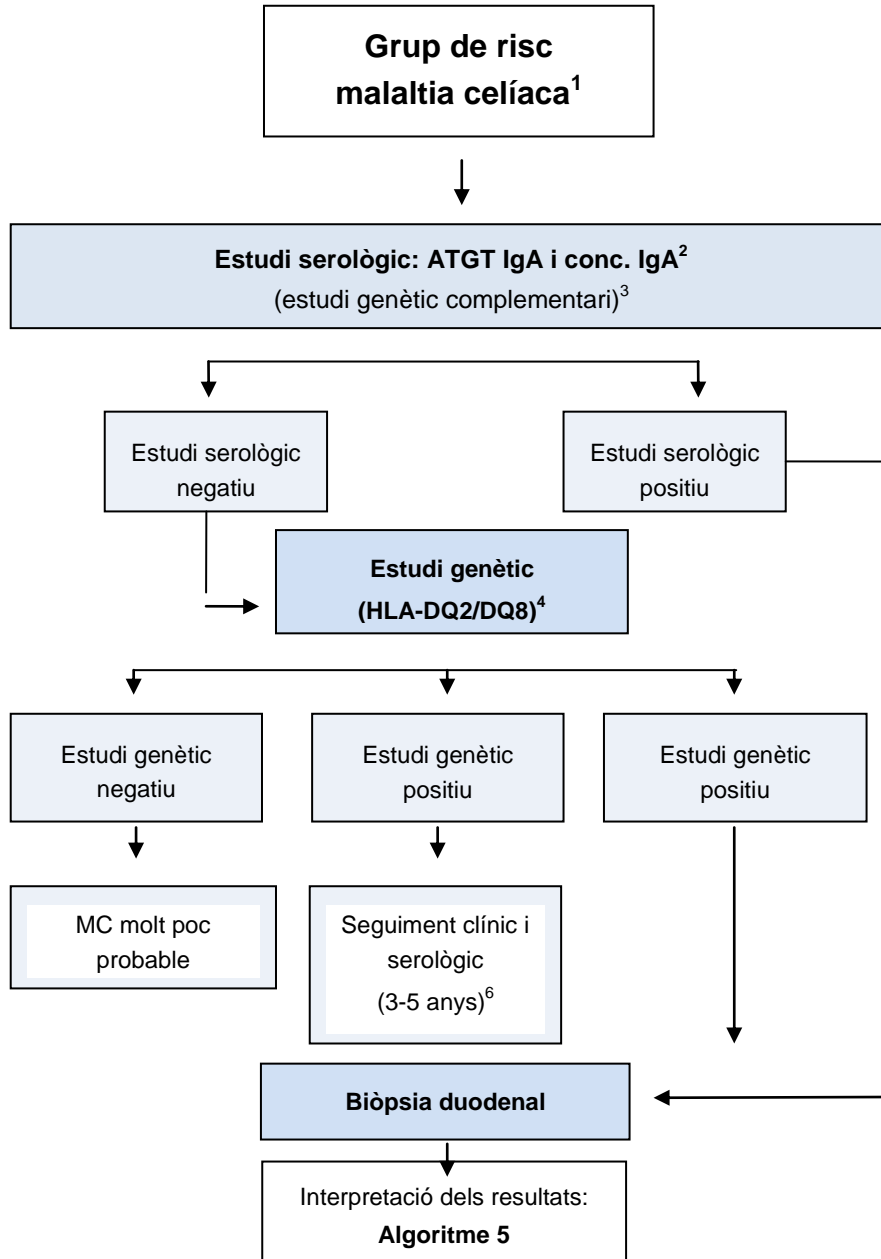 Grup de risc
malaltia celíaca¹
Estudi serològic: ATGT IgA i conc. IgA²
(estudi genètic complementari)³
Estudi serològic
negatiu
Estudi serològic
positiu
Estudi genètic
(HLA-DQ2/DQ8)⁴
Estudi genètic
negatiu
Estudi genètic
positiu
Estudi genètic
positiu
MC molt poc
probable
Seguiment clínic i
serològic
(3-5 anys)⁶
Biòpsia duodenal
Interpretació dels resultats:
Algoritme 5